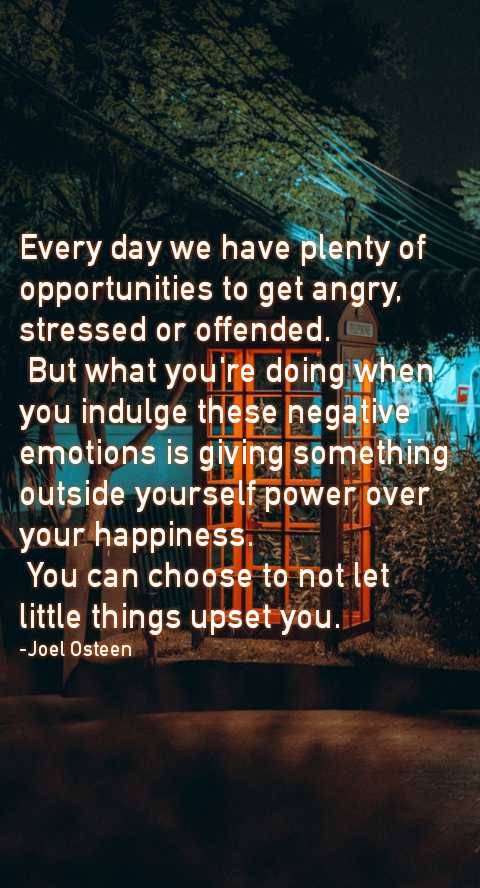 Every day we have plenty of
opportunities to get angry,
stressed or offended.
But what you're doing when
you indulge these negative
emotions is giving something
outside yourself power over
your happiness.
You can choose to not let
little things upset you.
-Joel Osteen